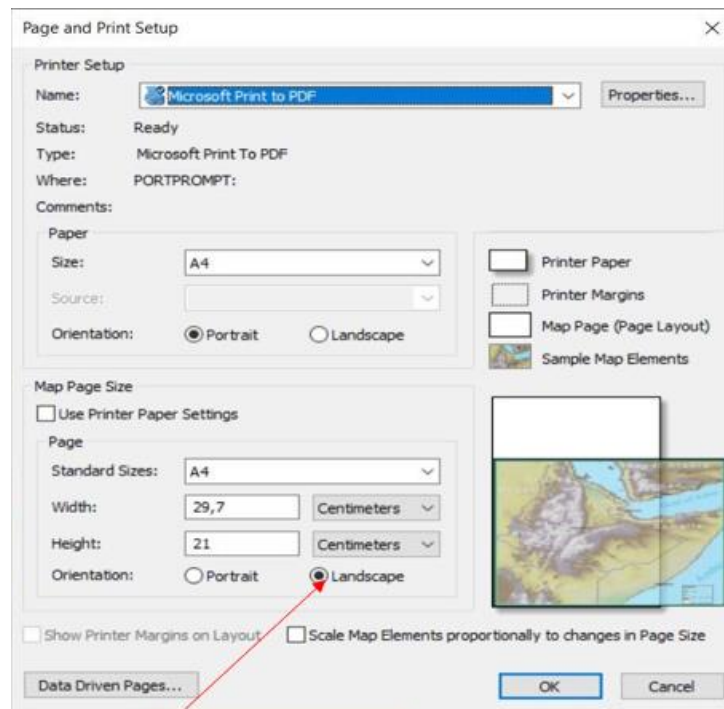 Page and Print Setup
Printer Setup
Name: Microsoft Print to PDF Properties...
Status: Ready
Type: Microsoft Print To PDF
Where: PORTPROMPT:
Comments:
Paper
Size: A4
Source:
Orientation: Portrait Landscape
Printer Paper
Printer Margins
Map Page (Page Layout)
Sample Map Elements
Map Page Size
Use Printer Paper Settings
Page
Standard Sizes: A4
Width: 29,7 Centimeters
Height: 21 Centimeters
Orientation: Portrait Landscape
Show Printer Margins on Layout Scale Map Elements proportionally to changes in Page Size
Data Driven Pages... OK Cancel